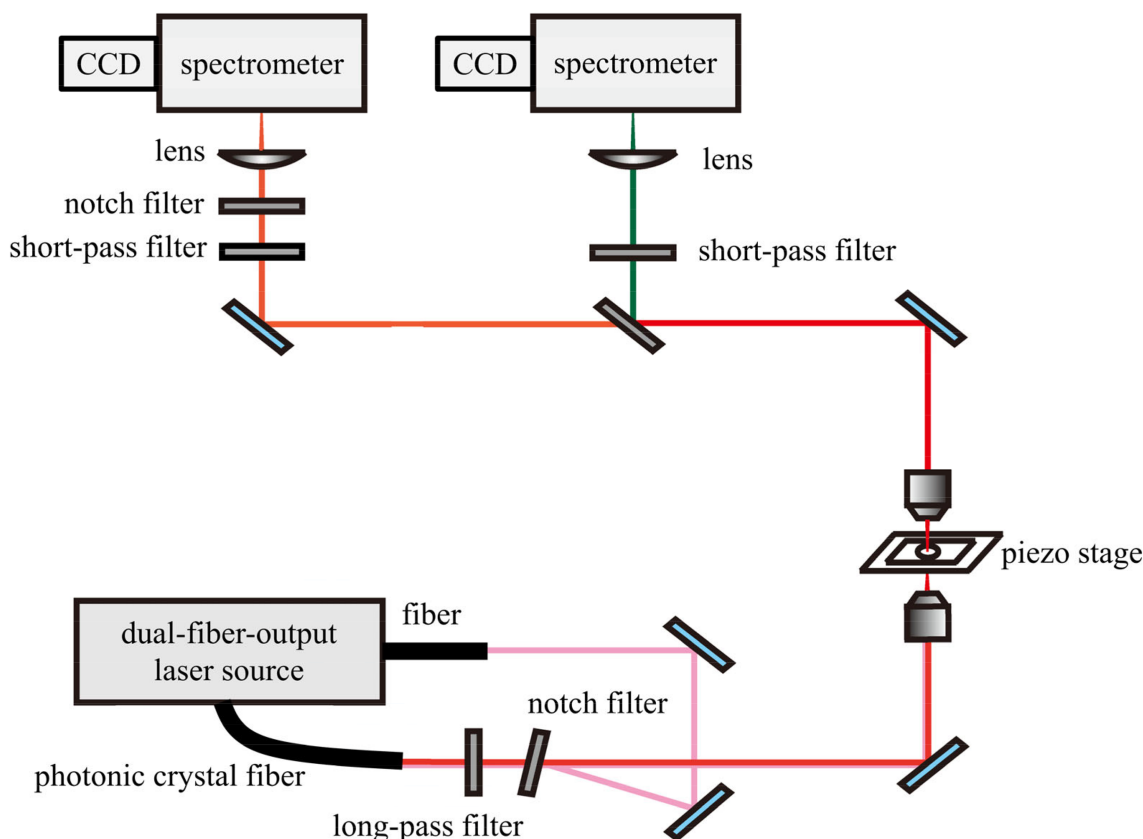 CCD
spectrometer
CCD
spectrometer
lens
lens
notch filter
short-pass filter
short-pass filter
piezo stage
fiber
dual-fiber-output
laser source
notch filter
photonic crystal fiber
long-pass filter